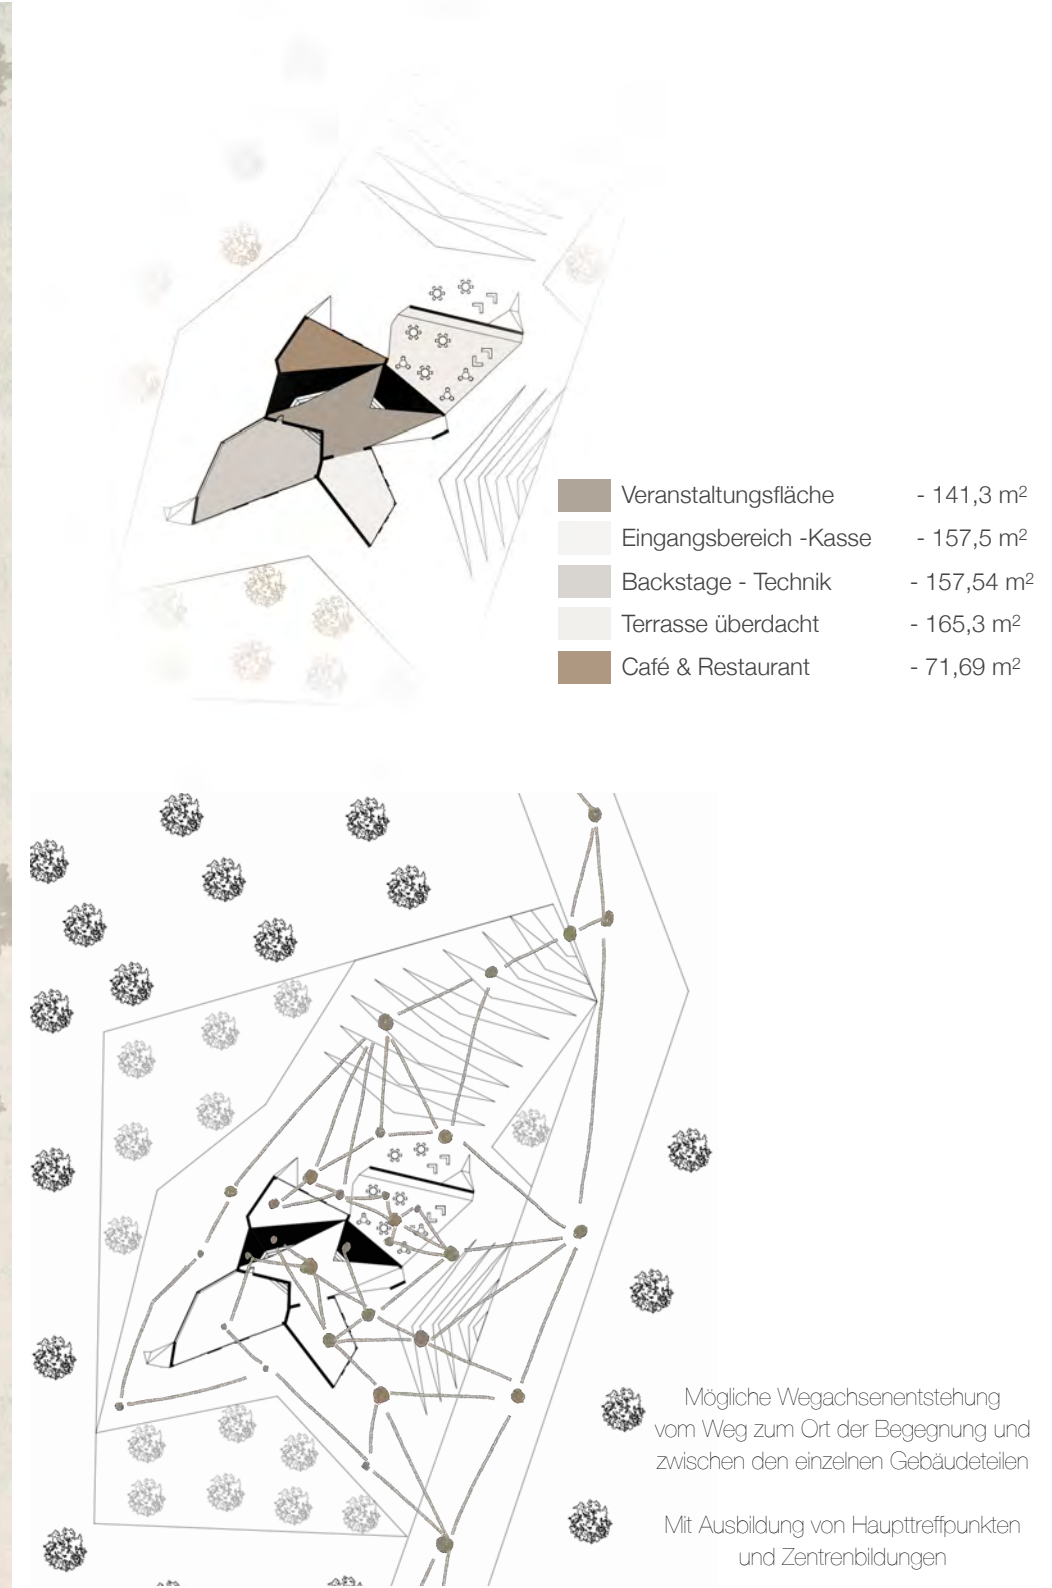 Veranstaltungsfläche - 141,3 m²
Eingangsbereich -Kasse - 157,5 m²
Backstage - Technik - 157,54 m²
Terrasse überdacht - 165,3 m²
Café & Restaurant - 71,69 m²
Mögliche Wegachsenentstehung
vom Weg zum Ort der Begegnung und
zwischen den einzelnen Gebäudeteilen
Mit Ausbildung von Haupttreffpunkten
und Zentrenbildungen